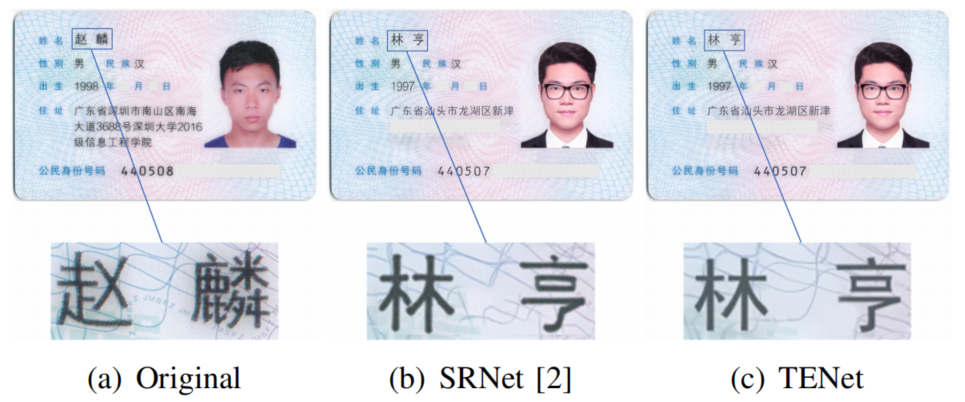 姓名 赵麟
性别 男 民族 汉
出生 1998 年 月 日
住址 广东省深圳市南山区南海
大道3688号深圳大学2016
级信息工程学院
公民身份号码 440508
赵 麟
JMSRZ
(a) Original
姓名 林亨
性别 男 民族 汉
出生 1997 年 月 日
住址 广东省汕头市龙湖区新津
公民身份号码 440507
林 亨
(b) SRNet [2]
姓名 林亨
性别 男 民族 汉
出生 1997 年 月 日
住址 广东省汕头市龙湖区新津
公民身份号码 440507
林 亨
(c) TENet